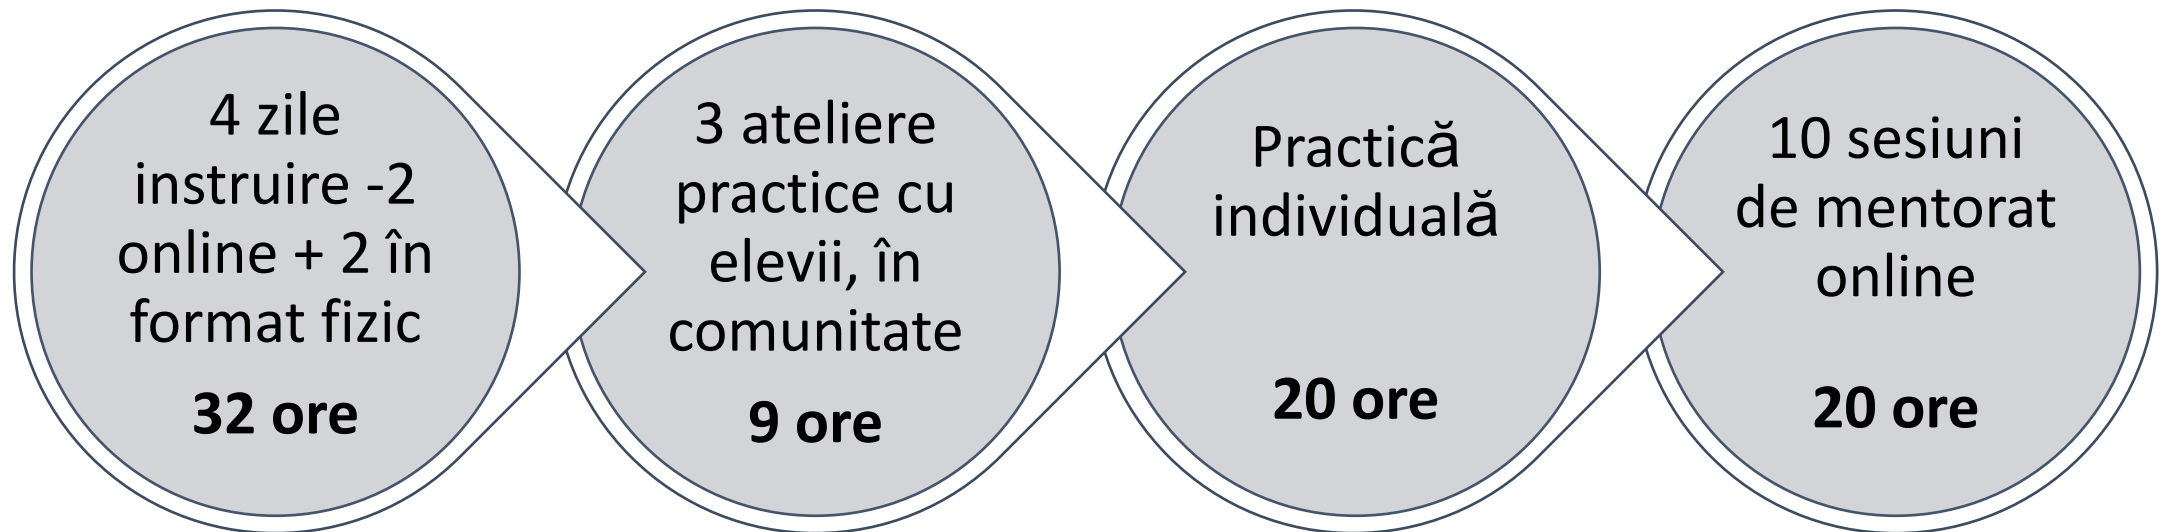 4 zile
instruire -2
online + 2 în
format fizic
32 ore
3 ateliere
practice cu
elevii, în
comunitate
9 ore
Practică
individuală
20 ore
10 sesiuni
de mentorat
online
20 ore